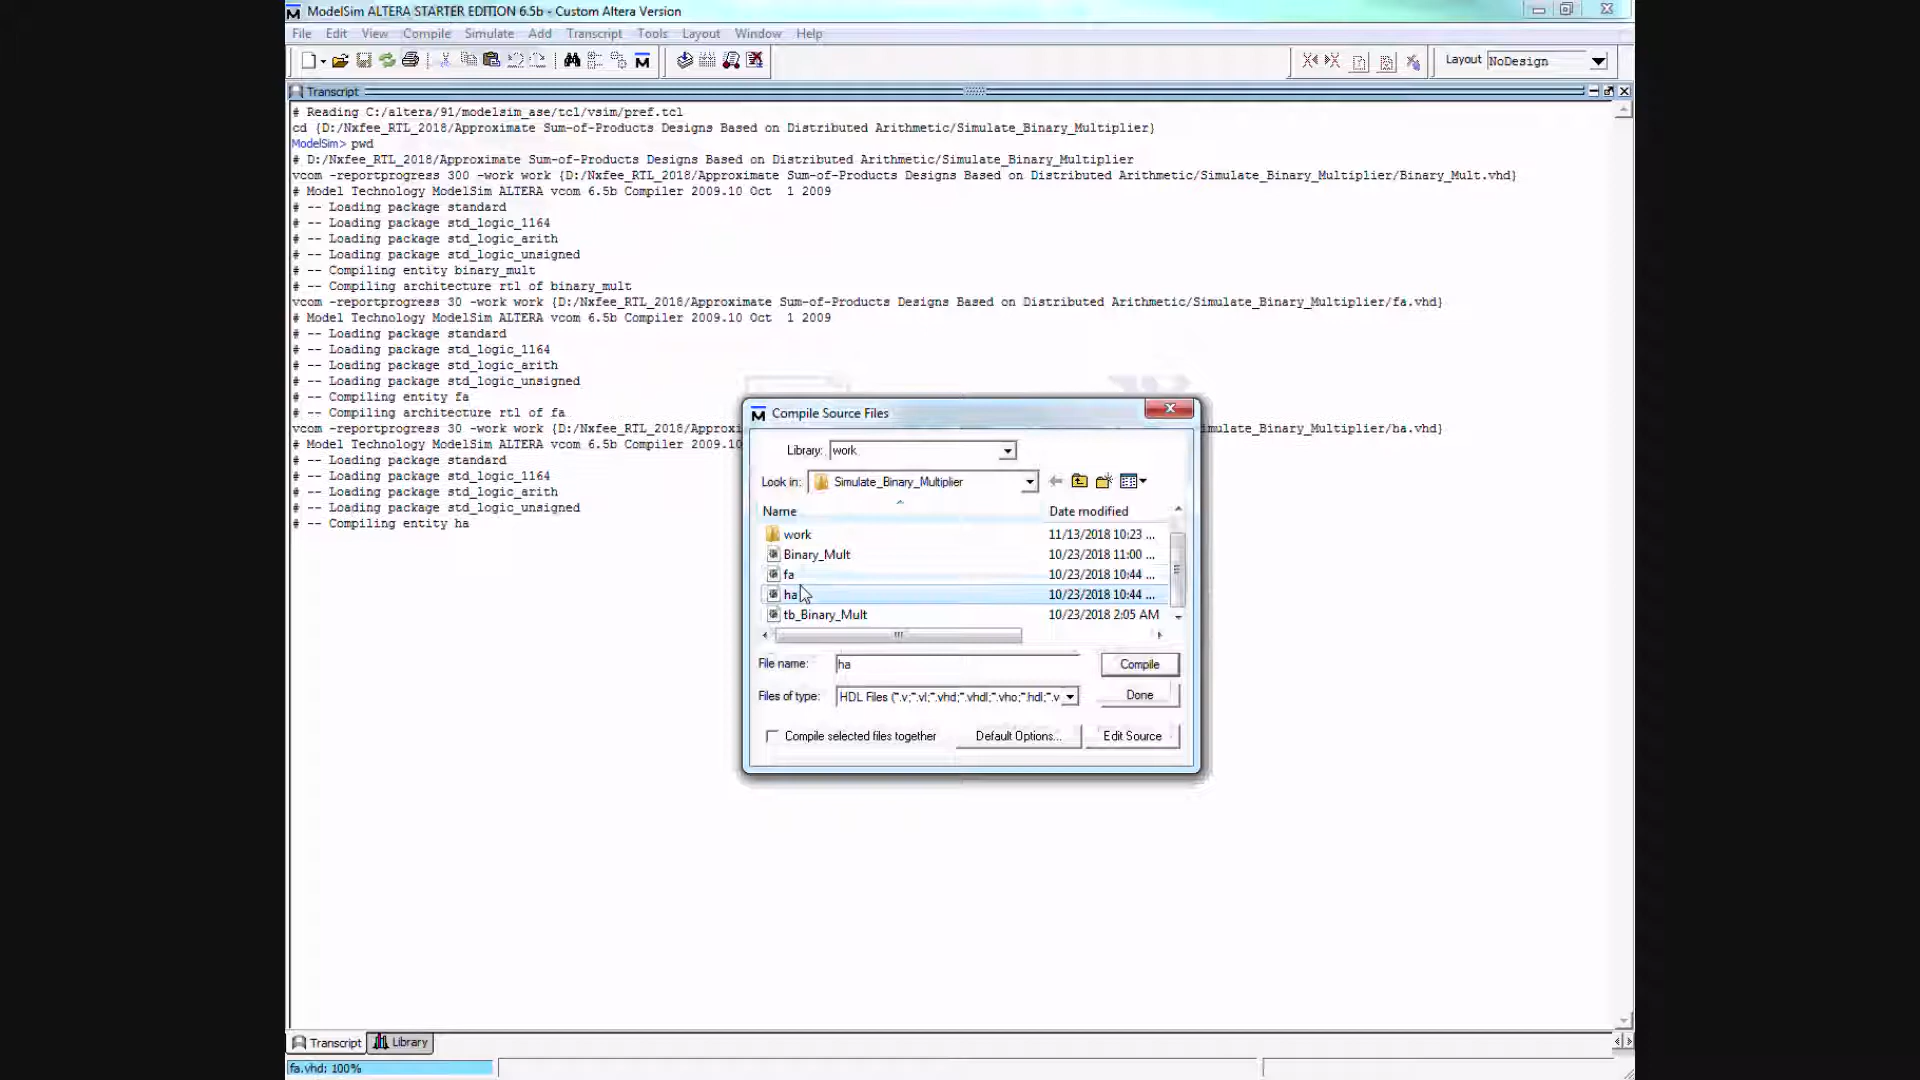 ModelSim ALTERA STARTER EDITION 6.5b - Custom Altera Version
File Edit View Compile Simulate Add Transcript Tools Layout Window Help
Layout NoDesign
Transcript
# Reading C:/altera/91/modelsim_ase/tcl/vsim/pref.tcl
cd {D:/Nxfee_RTL_2018/Approximate Sum-of-Products Designs Based on Distributed Arithmetic/Simulate_Binary_Multiplier}
ModelSim> pwd
# D:/Nxfee_RTL_2018/Approximate Sum-of-Products Designs Based on Distributed Arithmetic/Simulate_Binary_Multiplier
vcom -reportprogress 300 -work work {D:/Nxfee_RTL_2018/Approximate Sum-of-Products Designs Based on Distributed Arithmetic/Simulate_Binary_Multiplier/Binary_Mult.vhd}
# Model Technology ModelSim ALTERA vcom 6.5b Compiler 2009.10 Oct 1 2009
# -- Loading package standard
# -- Loading package std_logic_1164
# -- Loading package std_logic_arith
# -- Loading package std_logic_unsigned
# -- Compiling entity binary_mult
# -- Compiling architecture rtl of binary_mult
vcom -reportprogress 30 -work work {D:/Nxfee_RTL_2018/Approximate Sum-of-Products Designs Based on Distributed Arithmetic/Simulate_Binary_Multiplier/fa.vhd}
# Model Technology ModelSim ALTERA vcom 6.5b Compiler 2009.10 Oct 1 2009
# -- Loading package standard
# -- Loading package std_logic_1164
# -- Loading package std_logic_arith
# -- Loading package std_logic_unsigned
# -- Compiling entity fa
# -- Compiling architecture rtl of fa
vcom -reportprogress 30 -work work {D:/Nxfee_RTL_2018/Approxi imulate_Binary_Multiplier/ha.vhd}
# Model Technology ModelSim ALTERA vcom 6.5b Compiler 2009.10
# -- Loading package standard
# -- Loading package std_logic_1164
# -- Loading package std_logic_arith
# -- Loading package std_logic_unsigned
# -- Compiling entity ha
Compile Source Files
Library: work
Look in: Simulate_Binary_Multiplier
Name Date modified
work 11/13/2018 10:23 ...
Binary_Mult 10/23/2018 11:00 ...
fa 10/23/2018 10:44 ...
ha 10/23/2018 10:44 ...
tb_Binary_Mult 10/23/2018 2:05 AM
File name: ha Compile
Files of type: HDL Files (*.v;*.vl;*.vhd;*.vhdl;*.vho;*.hdl;*.v Done
Compile selected files together Default Options... Edit Source
Transcript Library
fa.vhd: 100%